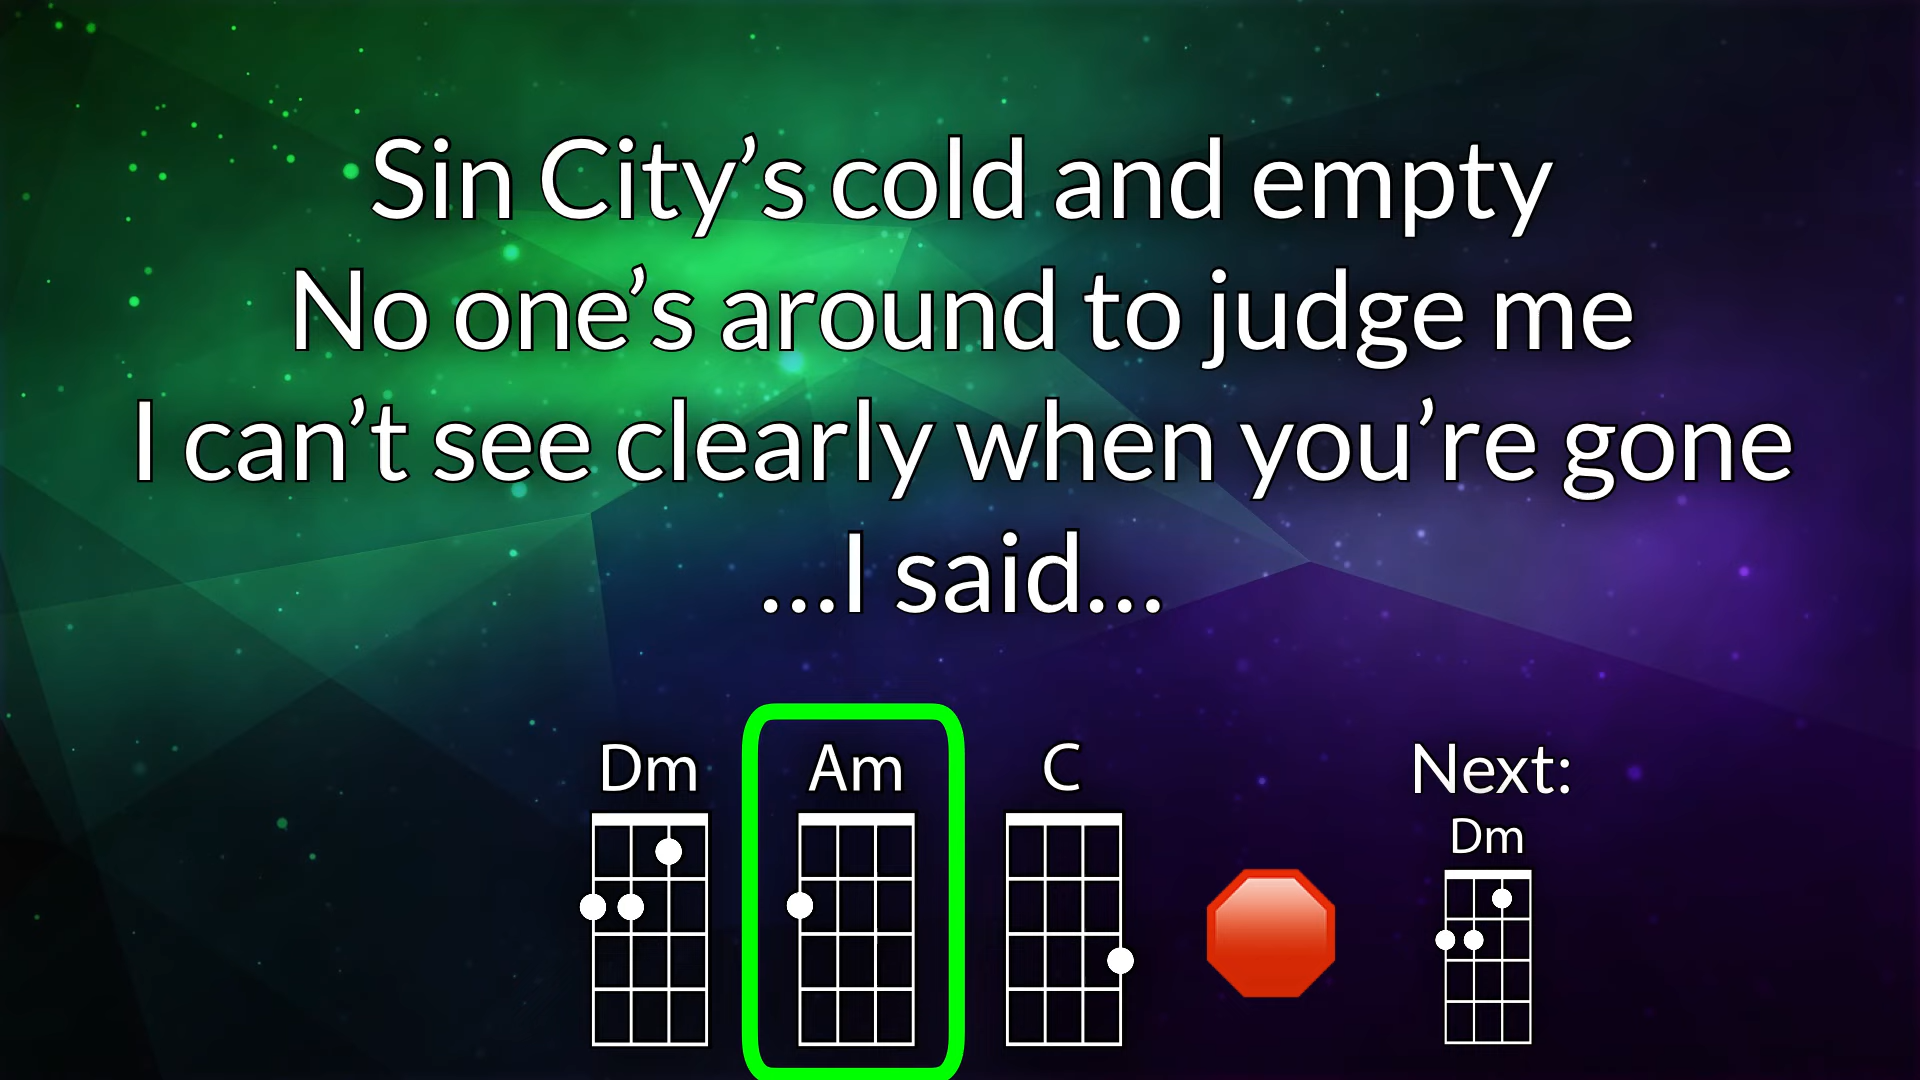 Sin City’s cold and empty
No one’s around to judge me
I can’t see clearly when you’re gone
...I said...
Dm Am C Next:
Dm